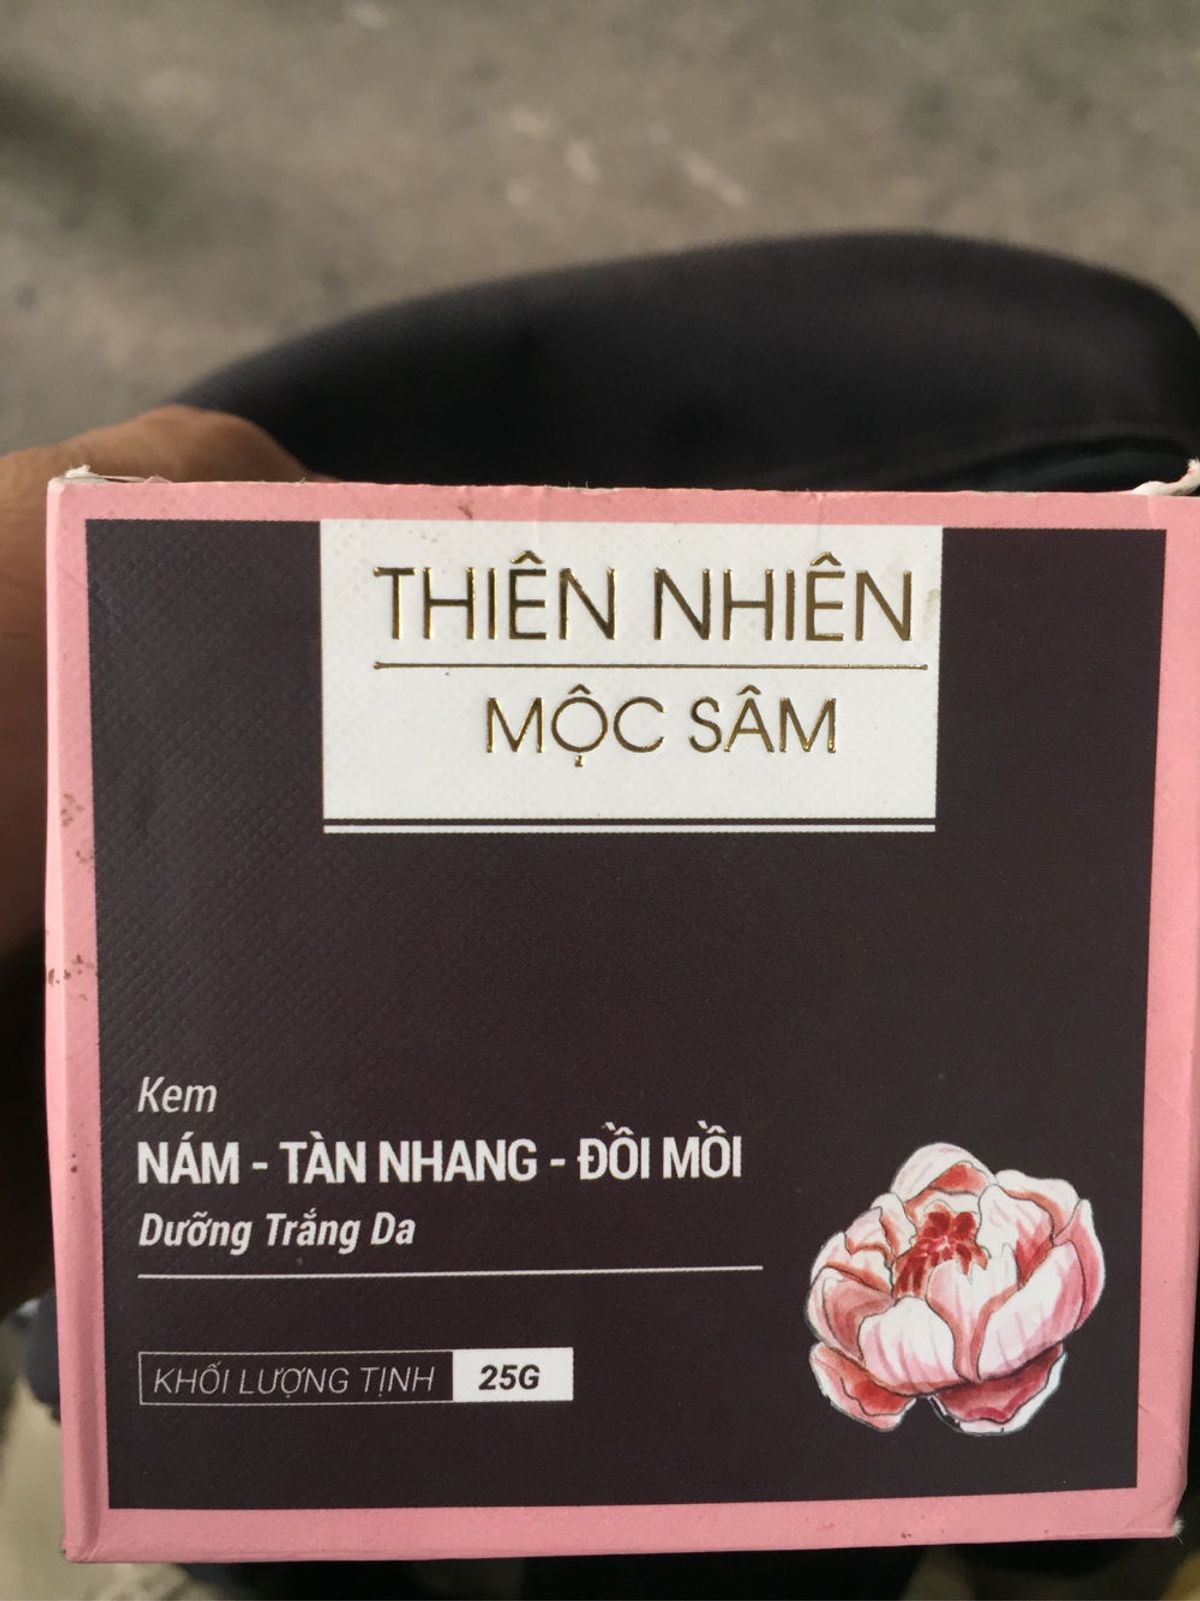 THIÊN NHIÊN
MỘC SÂM
Kem
NÁM - TÀN NHANG - ĐỒI MỒI
Dưỡng Trắng Da
KHỐI LƯỢNG TỊNH 25G